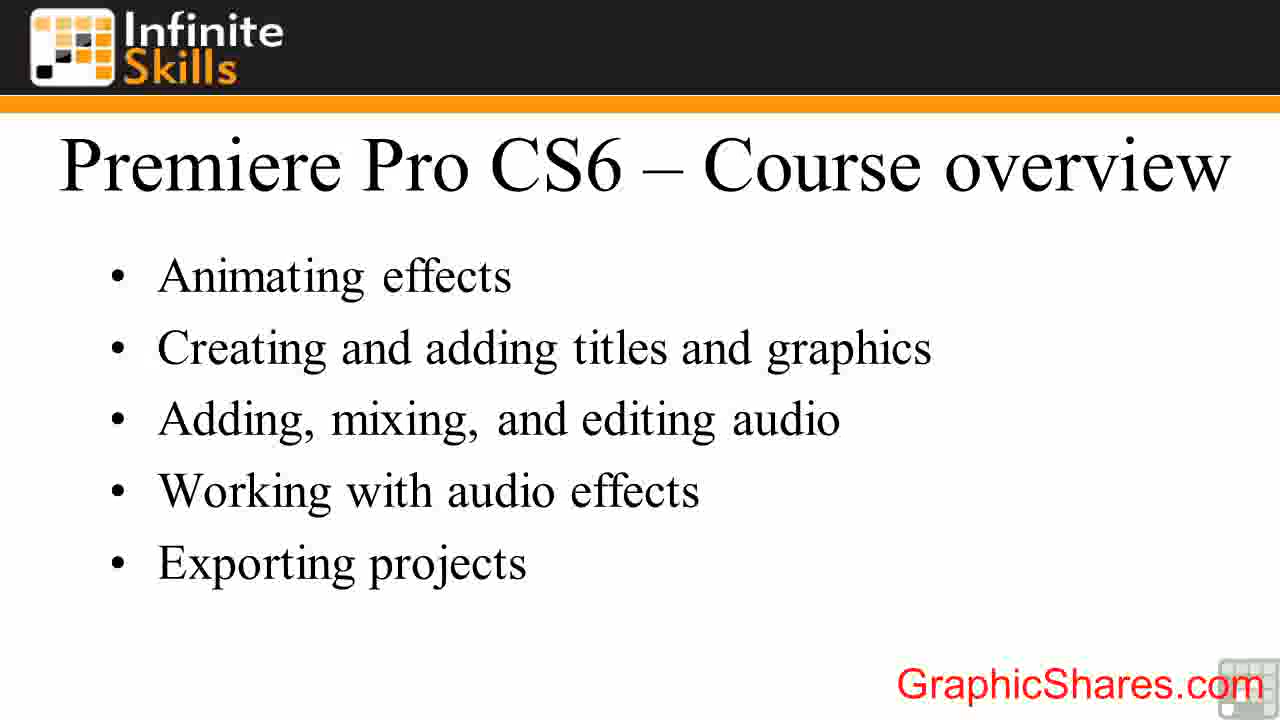 Infinite
Skills
Premiere Pro CS6 – Course overview
• Animating effects
• Creating and adding titles and graphics
• Adding, mixing, and editing audio
• Working with audio effects
• Exporting projects
GraphicShares.com